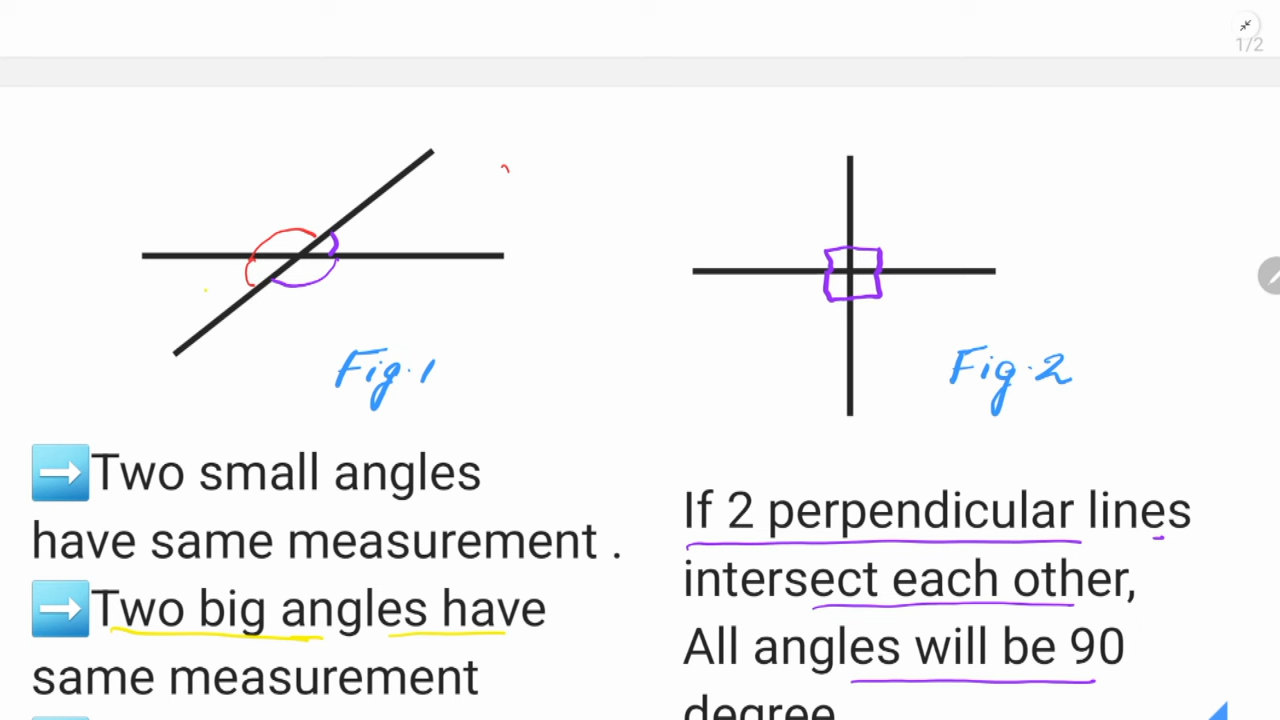 1/2
Fig. 1
Fig. 2
➡️Two small angles
have same measurement .
➡️Two big angles have
same measurement
If 2 perpendicular lines
intersect each other,
All angles will be 90
degree